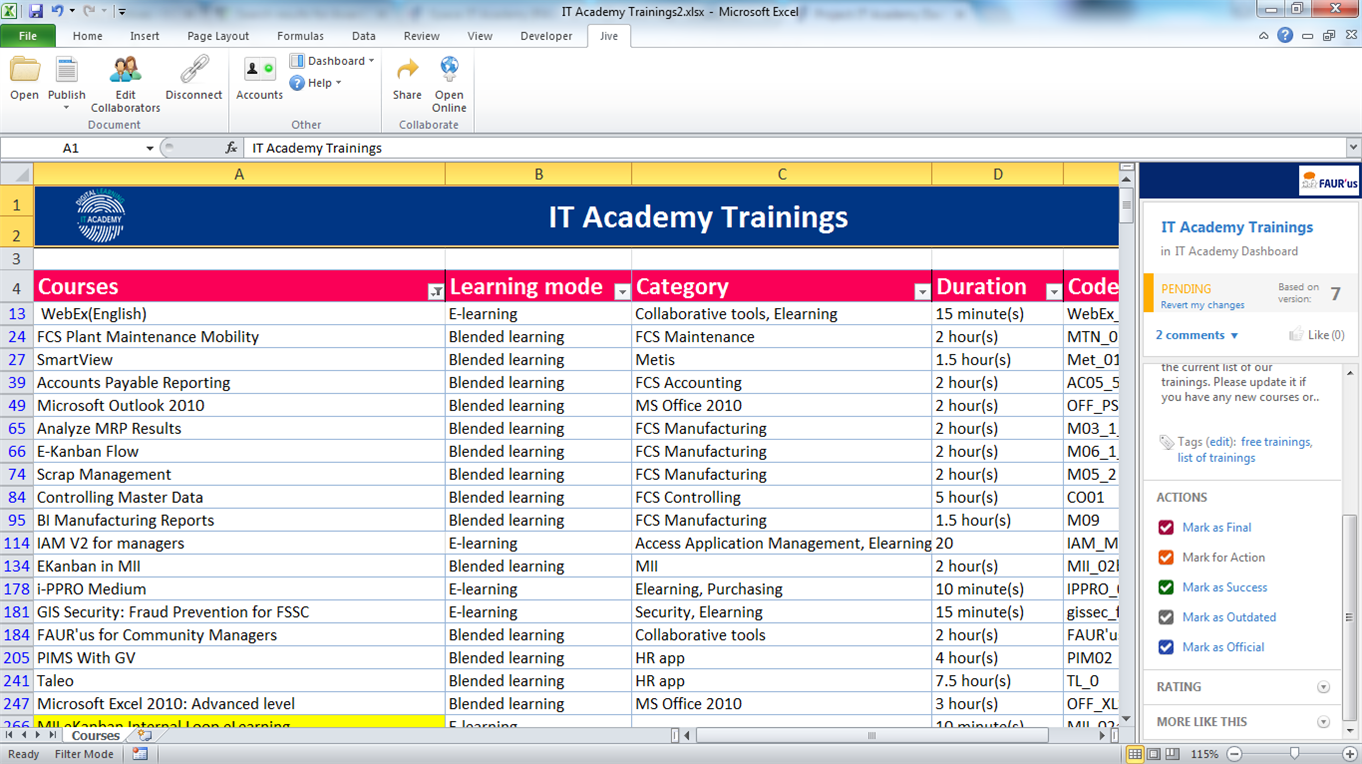 IT Academy Trainings2.xlsx - Microsoft Excel
File Home Insert Page Layout Formulas Data Review View Developer Jive
Open Publish Edit Collaborators Disconnect Accounts Dashboard Help Share Open Online
Document Other Collaborate
A1 fx IT Academy Trainings
A B C D
1 DIGITAL LEARNING IT ACADEMY IT Academy Trainings
2
3
4 Courses Learning mode Category Duration Code
13 WebEx(English) E-learning Collaborative tools, Elearning 15 minute(s) WebEx_
24 FCS Plant Maintenance Mobility Blended learning FCS Maintenance 2 hour(s) MTN_0
27 SmartView Blended learning Metis 1.5 hour(s) Met_01
39 Accounts Payable Reporting Blended learning FCS Accounting 2 hour(s) AC05_5
49 Microsoft Outlook 2010 Blended learning MS Office 2010 2 hour(s) OFF_PS
65 Analyze MRP Results Blended learning FCS Manufacturing 2 hour(s) M03_1_
66 E-Kanban Flow Blended learning FCS Manufacturing 2 hour(s) M06_1_
74 Scrap Management Blended learning FCS Manufacturing 2 hour(s) M05_2
84 Controlling Master Data Blended learning FCS Controlling 5 hour(s) CO01
95 BI Manufacturing Reports Blended learning FCS Manufacturing 1.5 hour(s) M09
114 IAM V2 for managers E-learning Access Application Management, Elearning 20 IAM_M
134 EKanban in MII Blended learning MII 2 hour(s) MII_02
178 i-PPRO Medium E-learning Elearning, Purchasing 10 minute(s) IPPRO_
181 GIS Security: Fraud Prevention for FSSC E-learning Security, Elearning 15 minute(s) gissec_f
184 FAUR'us for Community Managers Blended learning Collaborative tools 2 hour(s) FAUR'us
205 PIMS With GV Blended learning HR app 4 hour(s) PIM02
241 Taleo Blended learning HR app 7.5 hour(s) TL_0
247 Microsoft Excel 2010: Advanced level Blended learning MS Office 2010 3 hour(s) OFF_XL
266 MII eKanban Internal Loop eLearning E-learning 10 minute(s) MII_02
Courses
Ready Filter Mode 115%
FAUR'us
IT Academy Trainings
in IT Academy Dashboard
PENDING
Revert my changes
Based on version: 7
2 comments Like (0)
the current list of our
trainings. Please update it if
you have any new courses or..
Tags (edit): free trainings,
list of trainings
ACTIONS
Mark as Final
Mark for Action
Mark as Success
Mark as Outdated
Mark as Official
RATING
MORE LIKE THIS